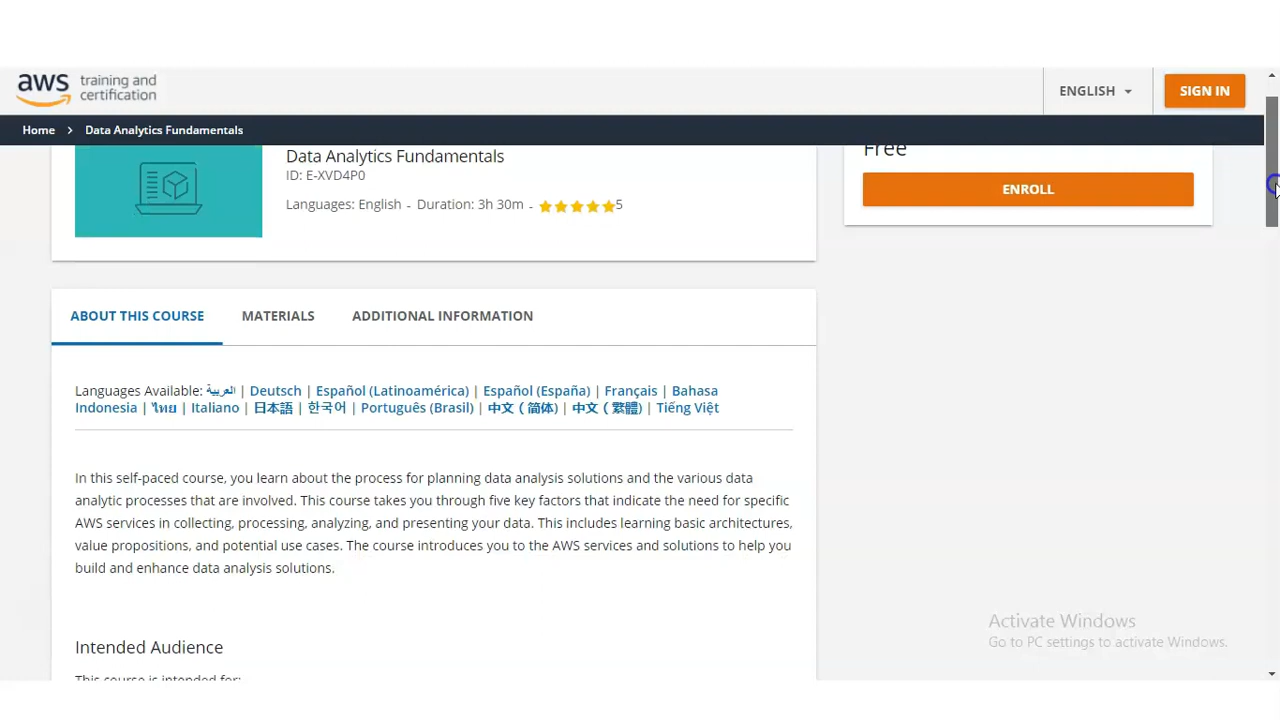 aws training and certification
ENGLISH
SIGN IN
Home > Data Analytics Fundamentals
Data Analytics Fundamentals
ID: E-XVD4P0
Languages: English - Duration: 3h 30m - 5
Free
ENROLL
ABOUT THIS COURSE MATERIALS ADDITIONAL INFORMATION
Languages Available: العربية | Deutsch | Español (Latinoamérica) | Español (España) | Français | Bahasa
Indonesia | ไทย | Italiano | 日本語 | 한국어 | Português (Brasil) | 中文 ( 简体) | 中文 ( 繁體) | Tiếng Việt
In this self-paced course, you learn about the process for planning data analysis solutions and the various data
analytic processes that are involved. This course takes you through five key factors that indicate the need for specific
AWS services in collecting, processing, analyzing, and presenting your data. This includes learning basic architectures,
value propositions, and potential use cases. The course introduces you to the AWS services and solutions to help you
build and enhance data analysis solutions.
Intended Audience
This course is intended for:
Activate Windows
Go to PC settings to activate Windows.